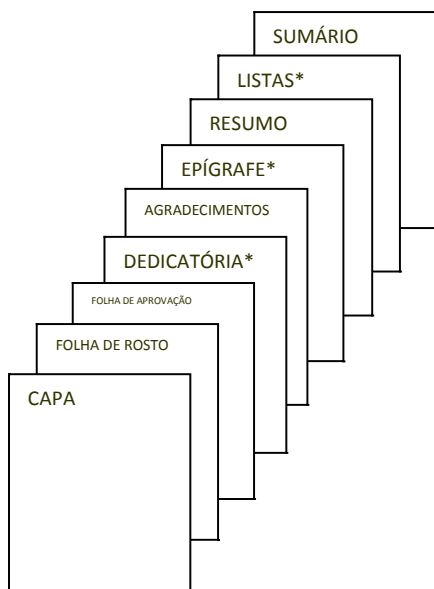 SUMÁRIO
LISTAS*
RESUMO
EPÍGRAFE*
AGRADECIMENTOS
DEDICATÓRIA*
FOLHA DE APROVAÇÃO
FOLHA DE ROSTO
CAPA